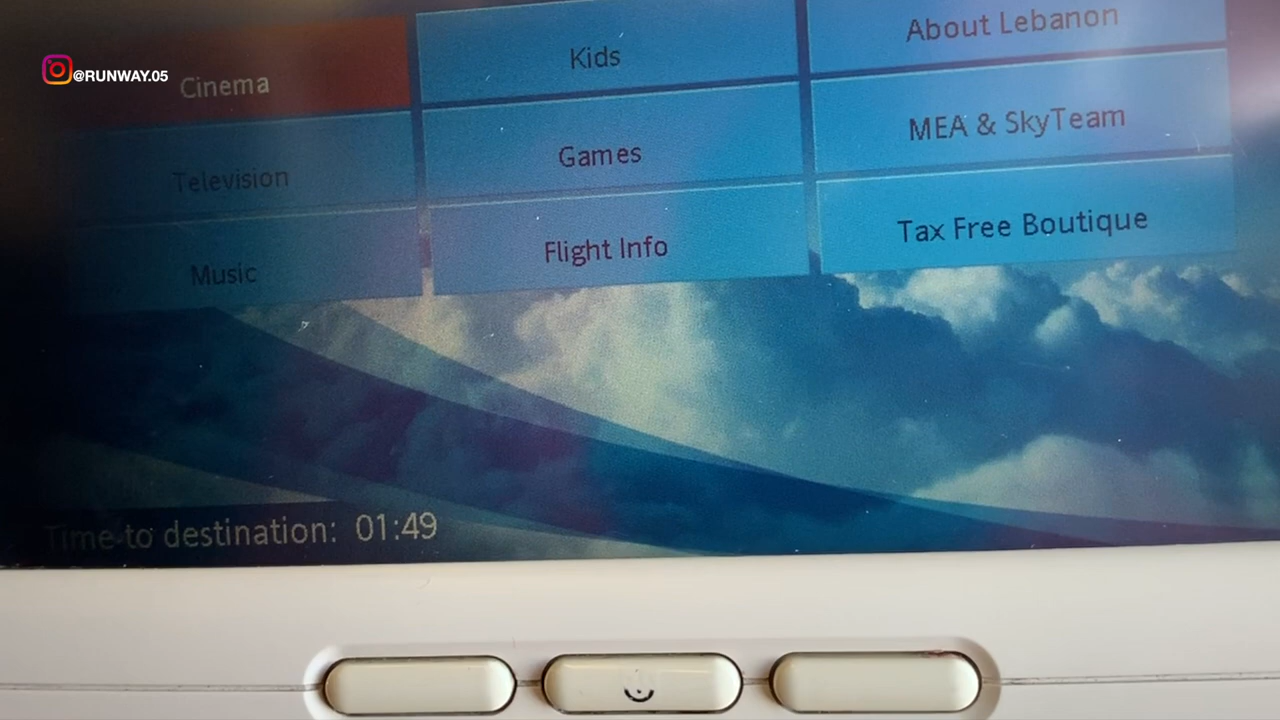 @RUNWAY.05
Cinema
Kids
About Lebanon
Television
Games
MEA & SkyTeam
Music
Flight Info
Tax Free Boutique
Time to destination: 01:49